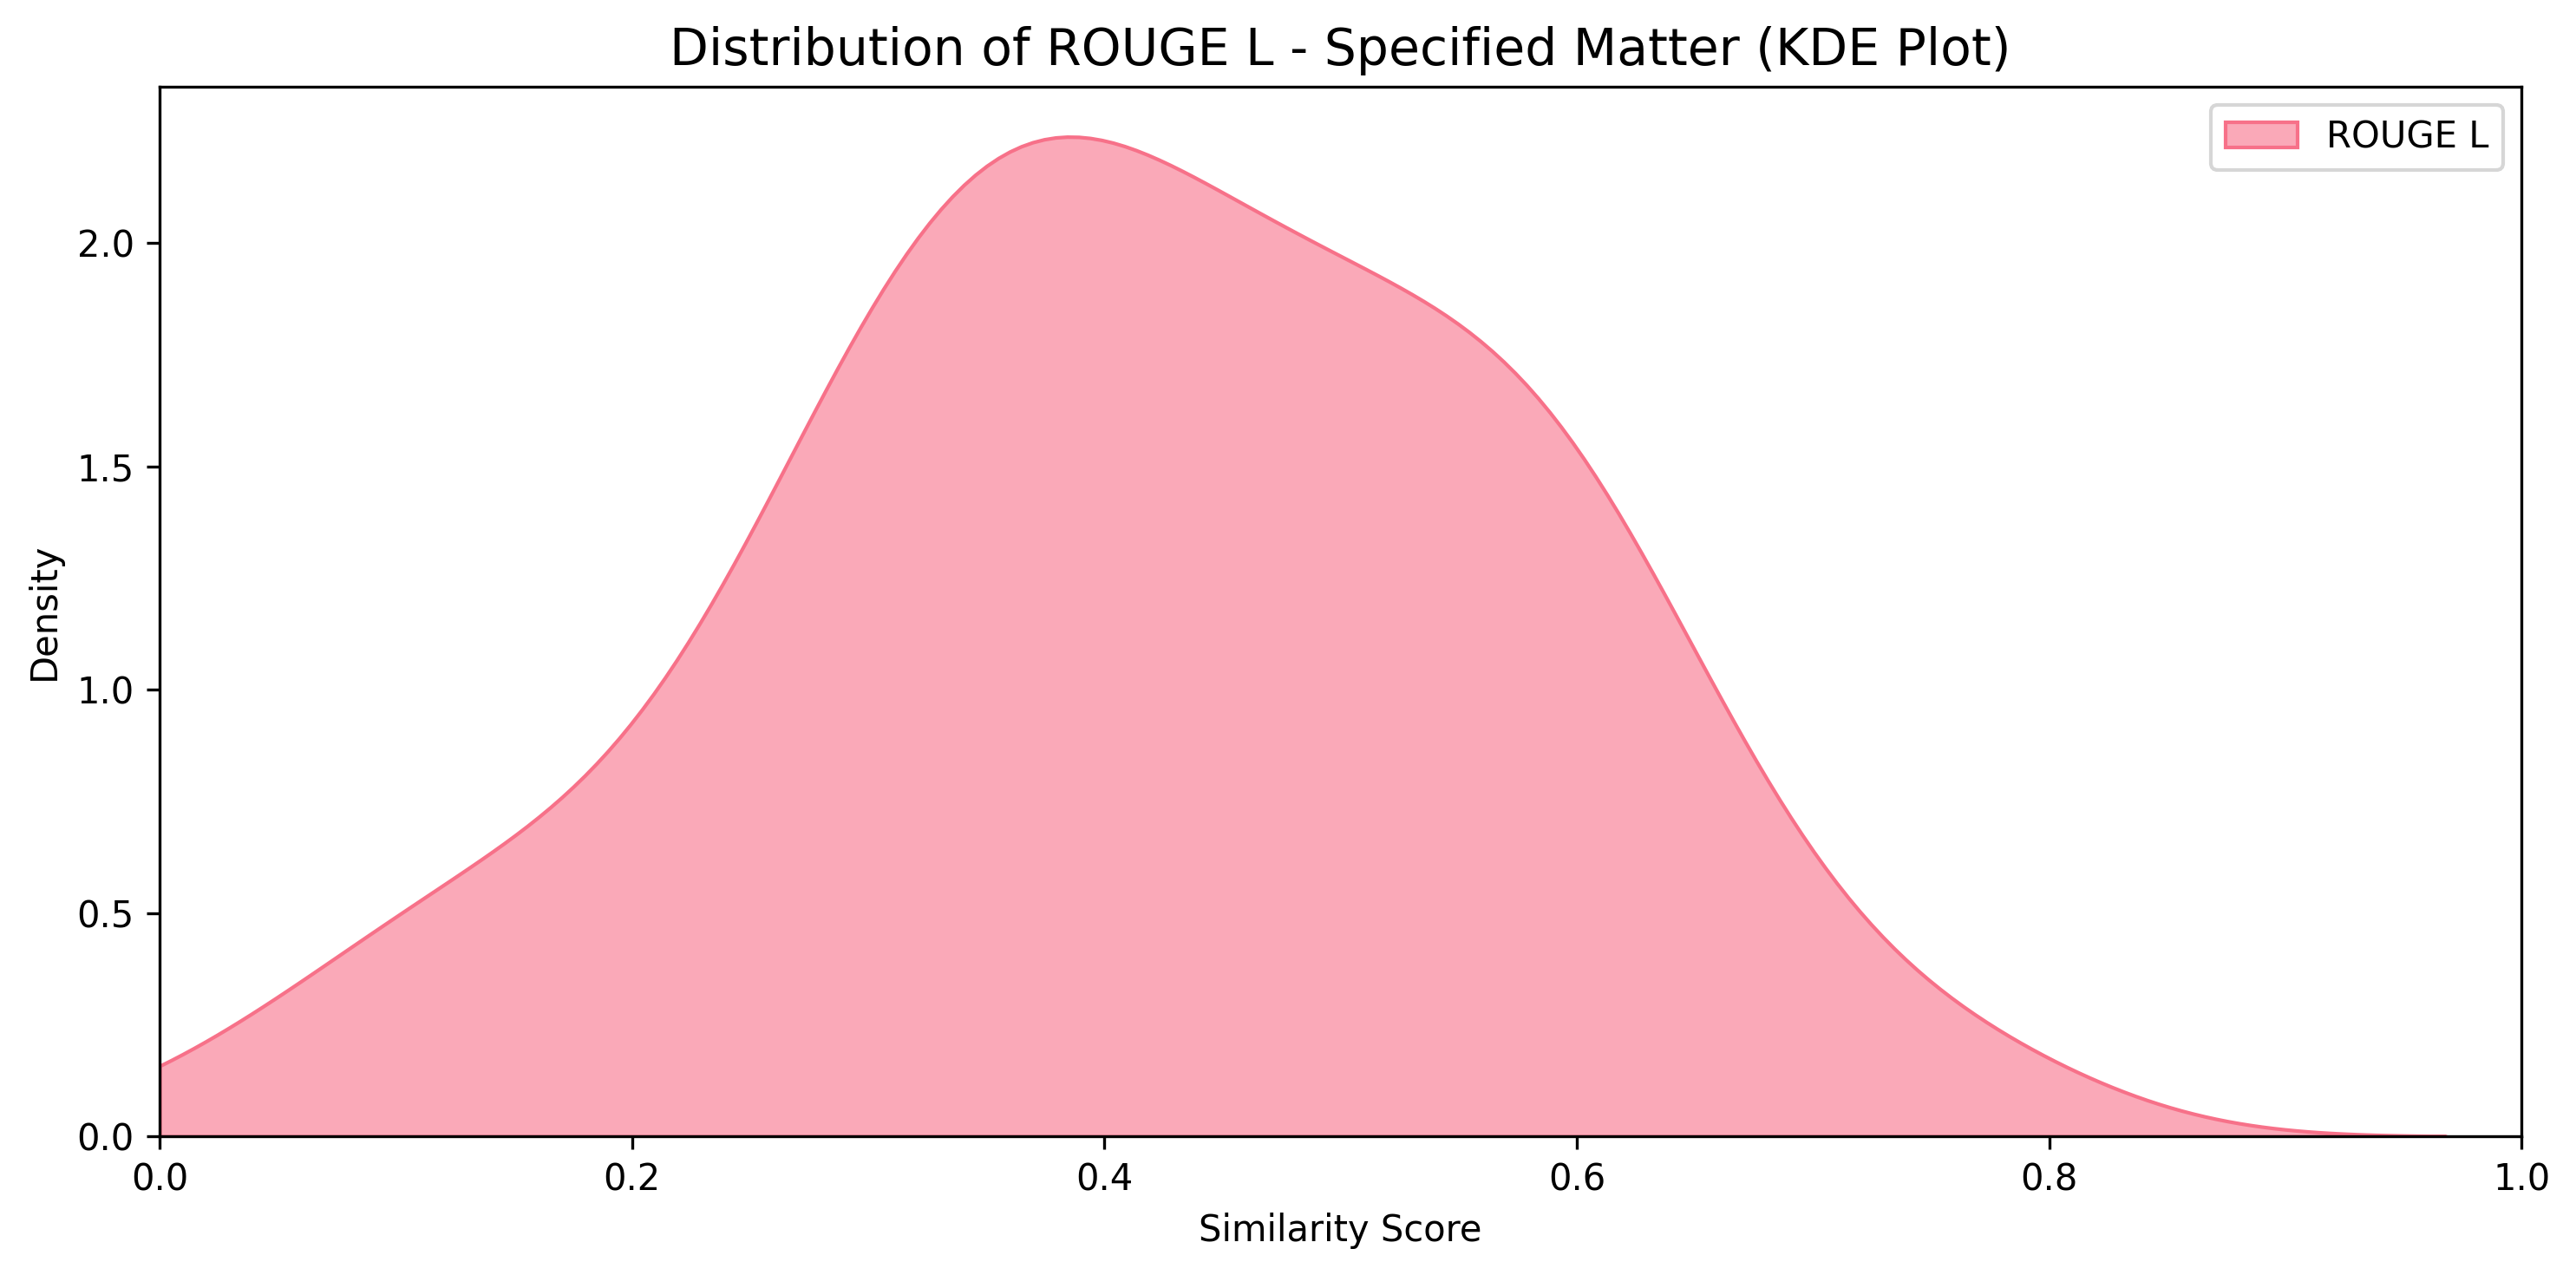 Distribution of ROUGE L - Specified Matter (KDE Plot)
ROUGE L
Density
2.0
1.5
1.0
0.5
0.0
0.0 0.2 0.4 0.6 0.8 1.0
Similarity Score